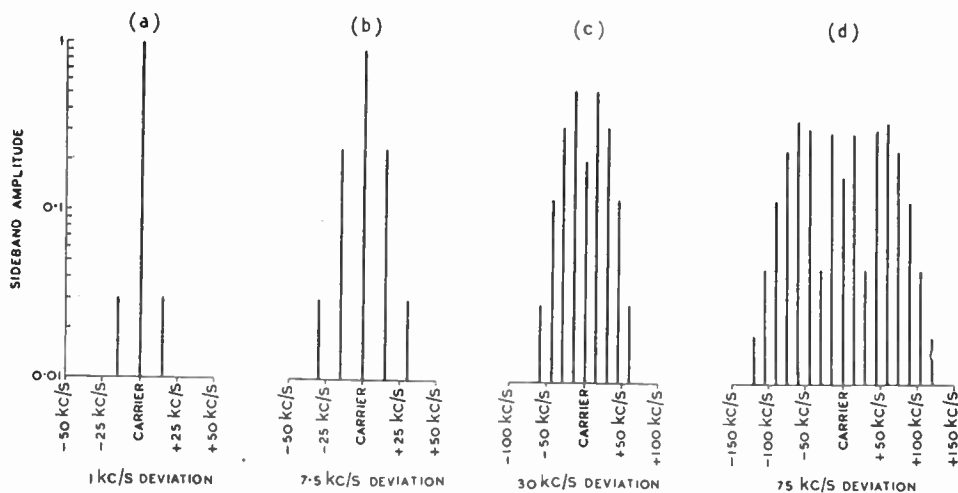 (a)
(b)
(c)
(d)
SIDEBAND AMPLITUDE
1
0·1
0·01
-50 KC/S
-25 KC/S
CARRIER
+25 KC/S
+50 KC/S
1 KC/S DEVIATION
-50 KC/S
-25 KC/S
CARRIER
+25 KC/S
+50 KC/S
7·5 KC/S DEVIATION
-100 KC/S
-50 KC/S
CARRIER
+50 KC/S
+100 KC/S
30 KC/S DEVIATION
-150 KC/S
-100 KC/S
-50 KC/S
CARRIER
+50 KC/S
+100 KC/S
+150 KC/S
75 KC/S DEVIATION